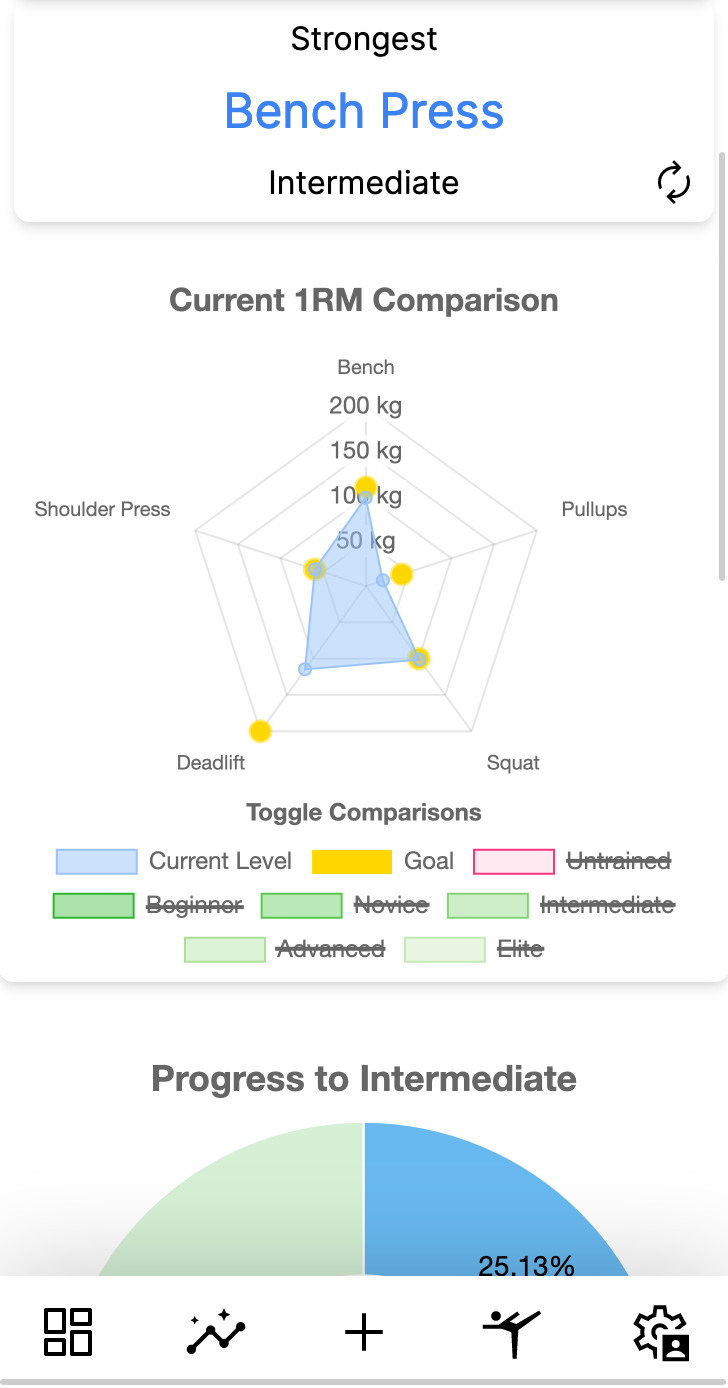 Strongest
Bench Press
Intermediate
Current 1RM Comparison
Bench
200 kg
150 kg
100 kg
50 kg
Shoulder Press
Pullups
Deadlift
Squat
Toggle Comparisons
Current Level Goal Untrained
Beginner Novice Intermediate
Advanced Elite
Progress to Intermediate
25.13%